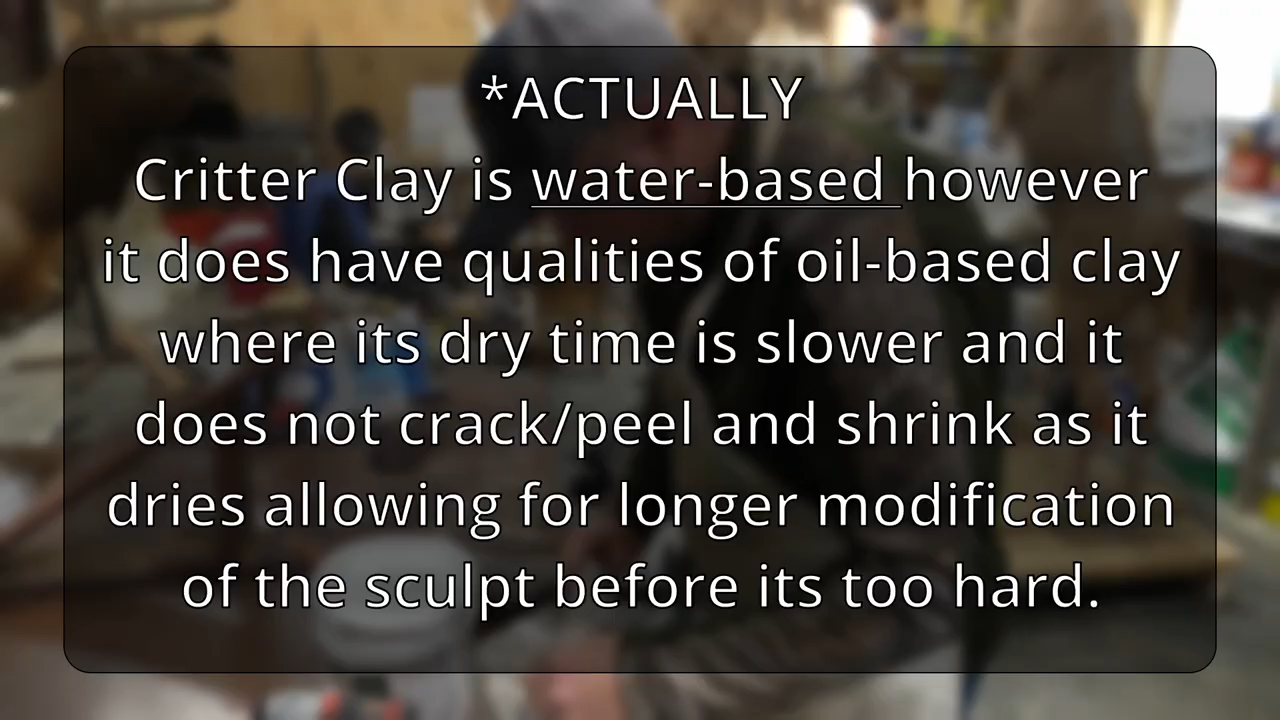 *ACTUALLY
Critter Clay is water-based however
it does have qualities of oil-based clay
where its dry time is slower and it
does not crack/peel and shrink as it
dries allowing for longer modification
of the sculpt before its too hard.